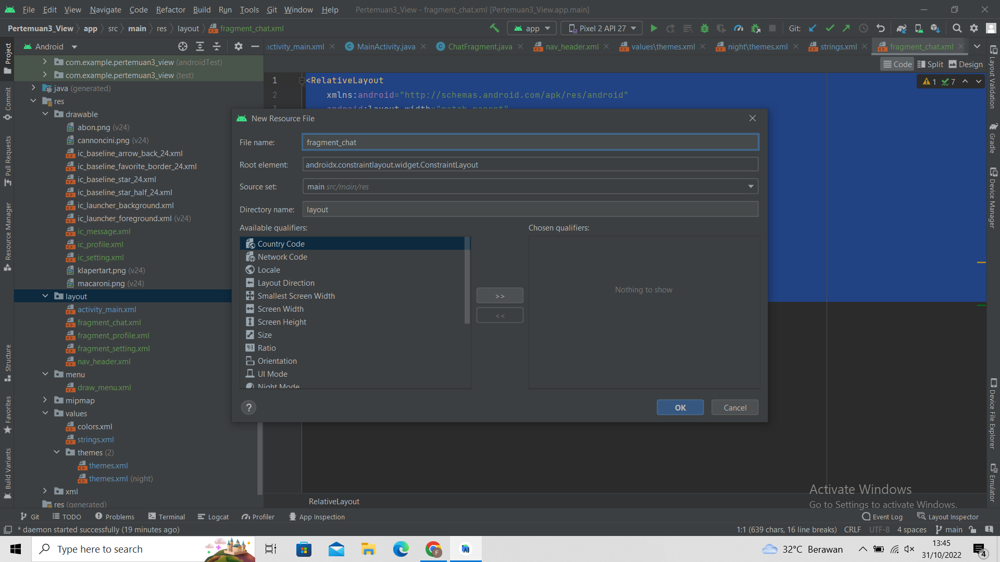 File Edit View Navigate Code Refactor Build Run Tools Git Window Help Pertemuan3_View - fragment_chat.xml [Pertemuan3_View.app.main]
Pertemuan3_View app src main res layout fragment_chat.xml
app Pixel 2 API 27 Git:
Android
activity_main.xml MainActivity.java ChatFragment.java nav_header.xml values\themes.xml night\themes.xml strings.xml fragment_chat.xml
Code Split Design
Project
Commit
Pull Requests
Resource Manager
Structure
Favorites
Build Variants
com.example.pertemuan3_view (androidTest)
com.example.pertemuan3_view (test)
java (generated)
res
drawable
abon.png (v24)
cannoncini.png (v24)
ic_baseline_arrow_back_24.xml
ic_baseline_favorite_border_24.xml
ic_baseline_star_24.xml
ic_baseline_star_half_24.xml
ic_launcher_background.xml
ic_launcher_foreground.xml (v24)
ic_message.xml
ic_profile.xml
ic_setting.xml
klapertart.png (v24)
macaroni.png (v24)
layout
activity_main.xml
fragment_chat.xml
fragment_profile.xml
fragment_setting.xml
nav_header.xml
menu
draw_menu.xml
mipmap
values
colors.xml
strings.xml
themes (2)
themes.xml
themes.xml (night)
xml
res (generated)
1 <RelativeLayout
2 xmlns:android="http://schemas.android.com/apk/res/android"
3 android:layout_width="match_parent"
1 7
New Resource File
File name: fragment_chat
Root element: androidx.constraintlayout.widget.ConstraintLayout
Source set: main src/main/res
Directory name: layout
Available qualifiers: Chosen qualifiers:
Country Code
Network Code
Locale
Layout Direction
Smallest Screen Width
Screen Width
Screen Height
Size
Ratio
Orientation
UI Mode
Night Mode
>>
<<
Nothing to show
?
OK Cancel
Layout Validation
Gradle
Device Manager
Device File Explorer
Emulator
Activate Windows
Go to Settings to activate Windows.
RelativeLayout
Git TODO Problems Terminal Logcat Profiler App Inspection Event Log Layout Inspector
* daemon started successfully (19 minutes ago) 1:1 (639 chars, 16 line breaks) CRLF UTF-8 4 spaces main
Type here to search F 32°C Berawan 13:45
31/10/2022 4